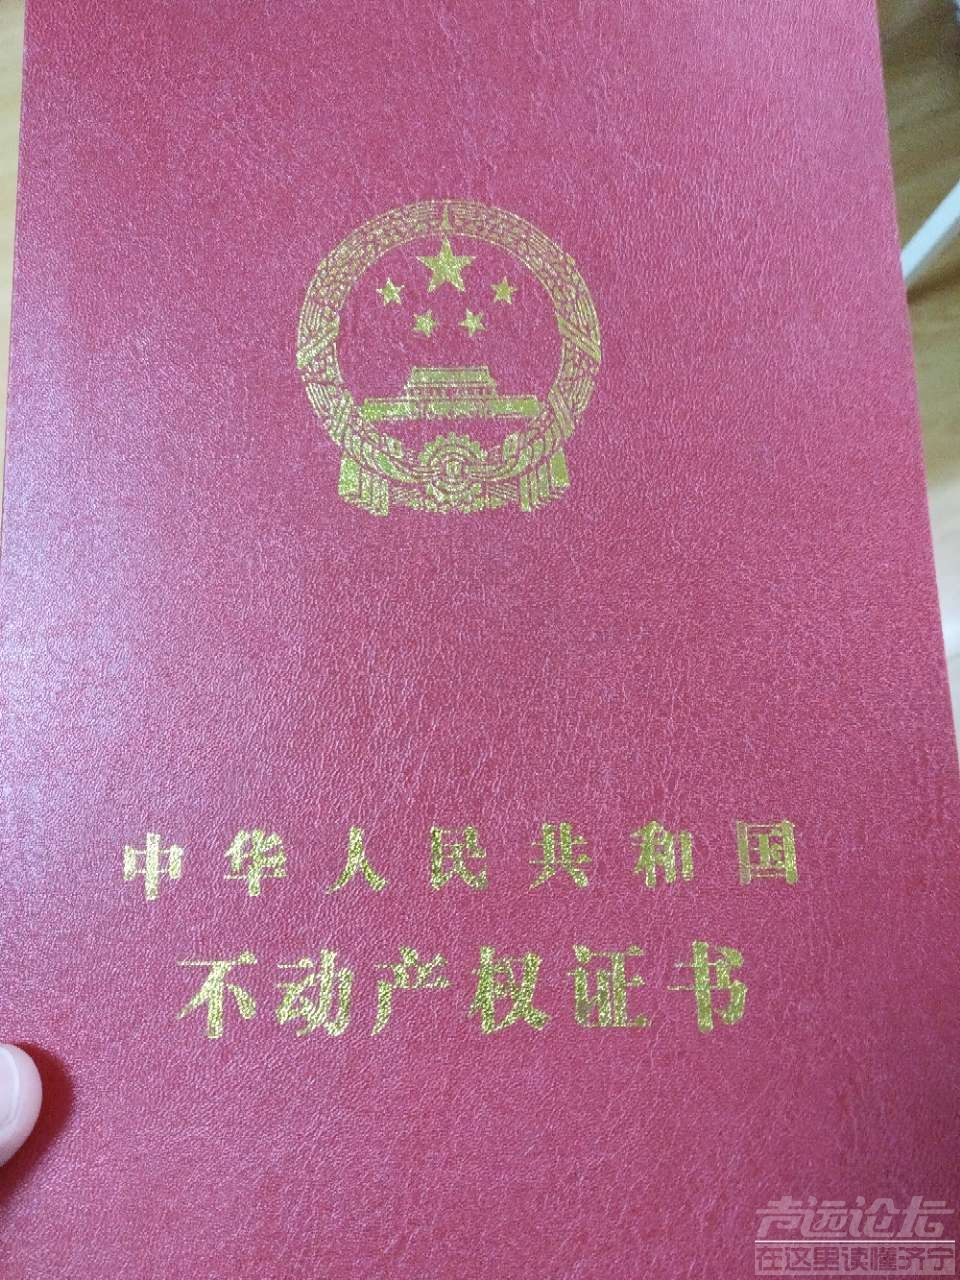 中华人民共和国
不动产权证书
声远论坛
在这里读懂济宁